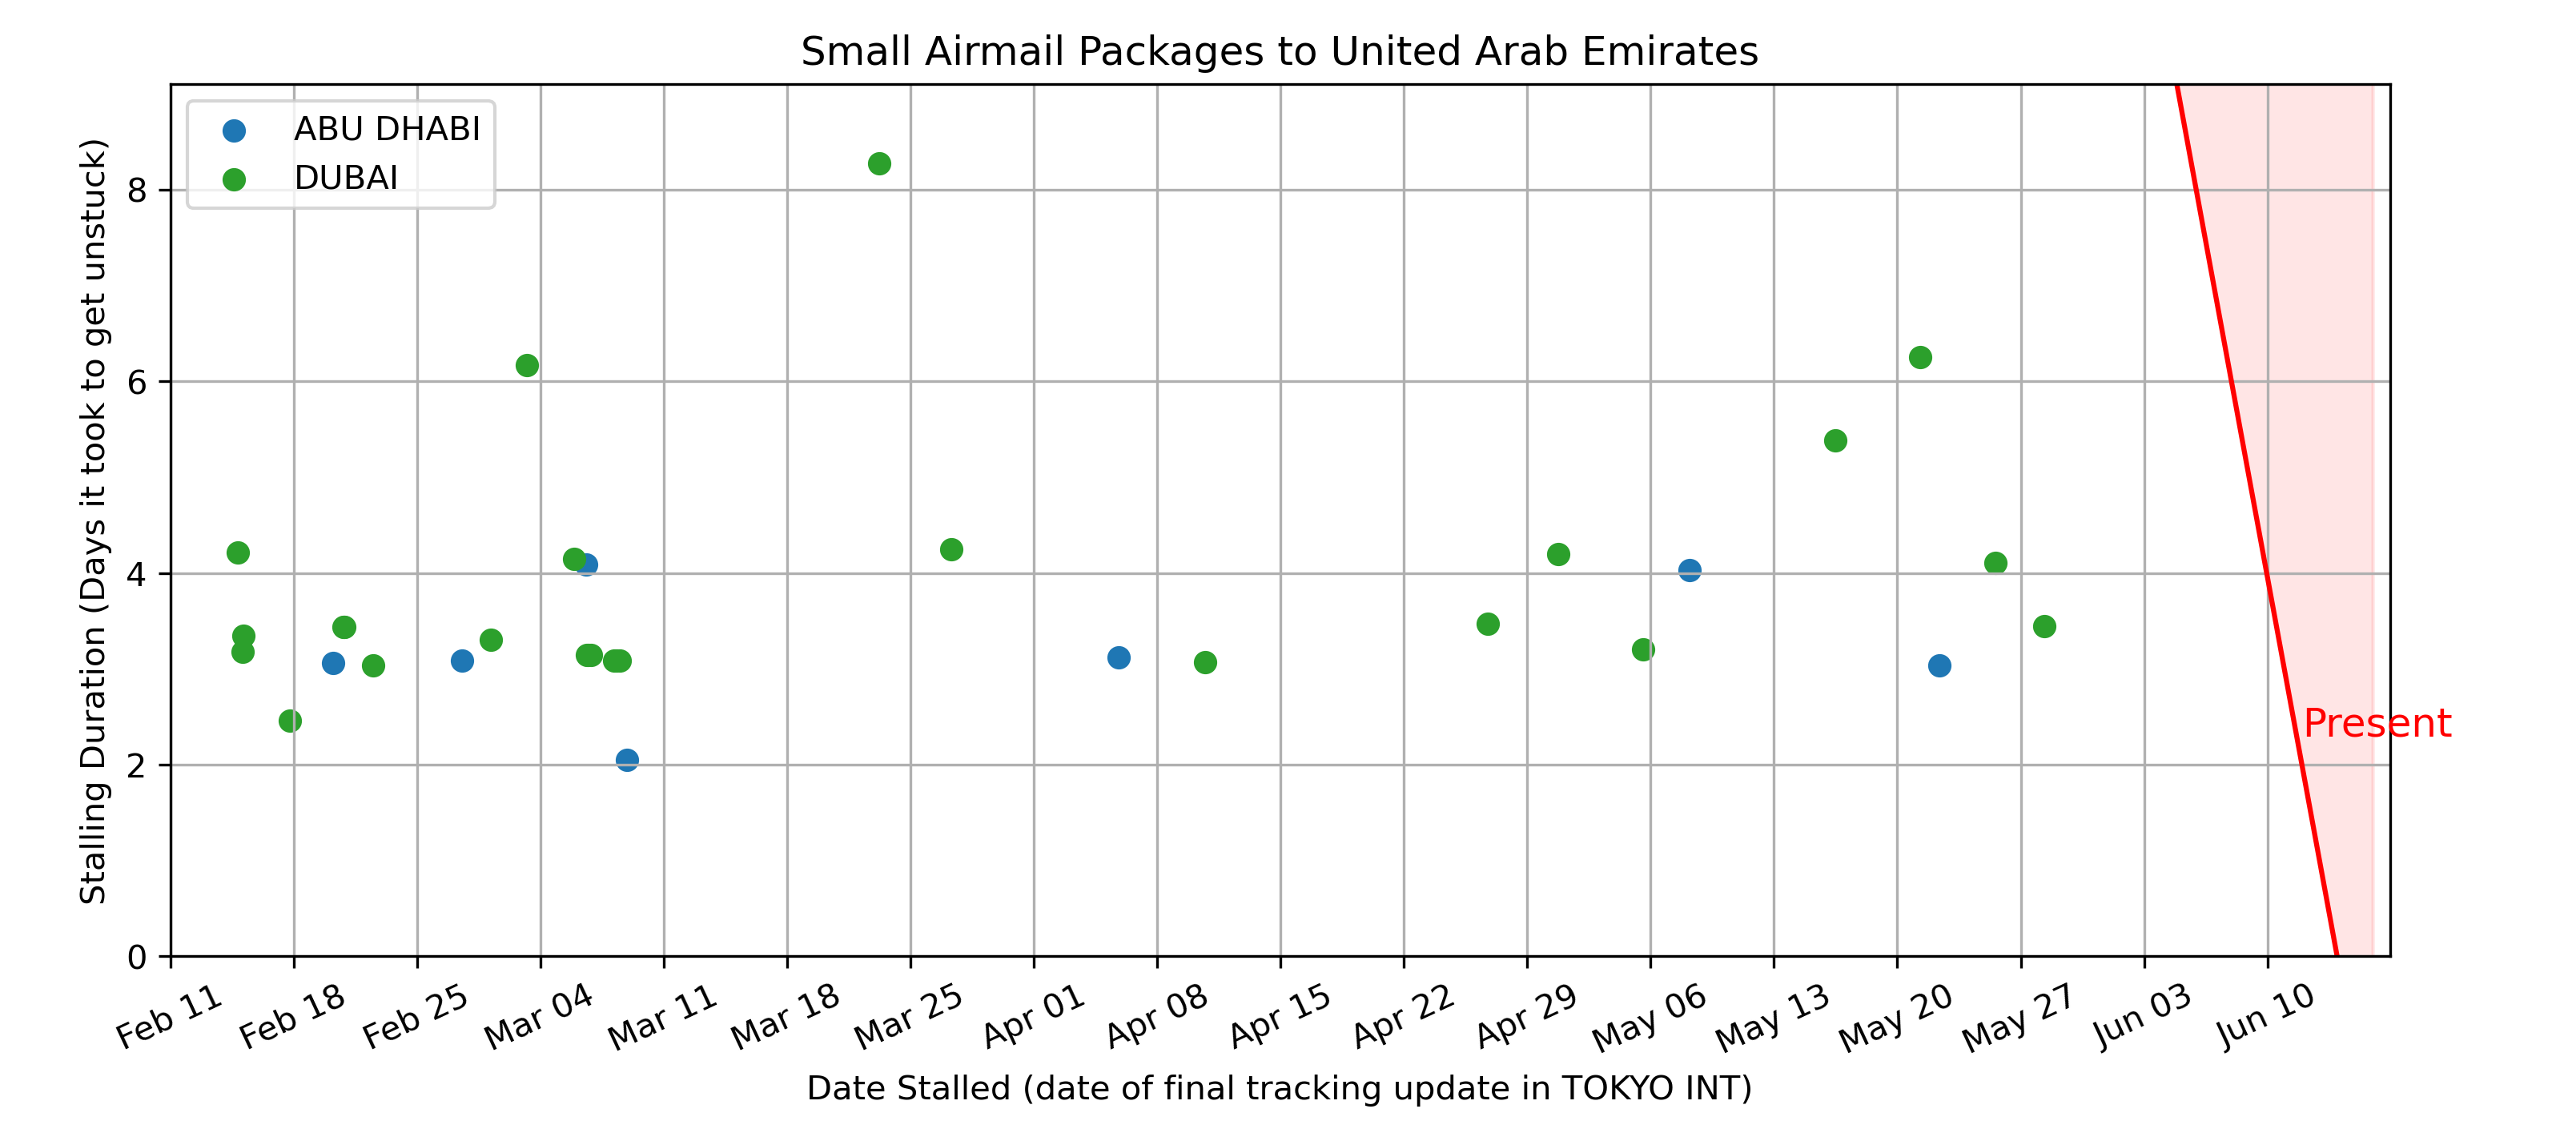 Small Airmail Packages to United Arab Emirates
ABU DHABI
DUBAI
Stalling Duration (Days it took to get unstuck)
8
6
4
2
0
Present
Feb 11
Feb 18
Feb 25
Mar 04
Mar 11
Mar 18
Mar 25
Apr 01
Apr 08
Apr 15
Apr 22
Apr 29
May 06
May 13
May 20
May 27
Jun 03
Jun 10
Date Stalled (date of final tracking update in TOKYO INT)